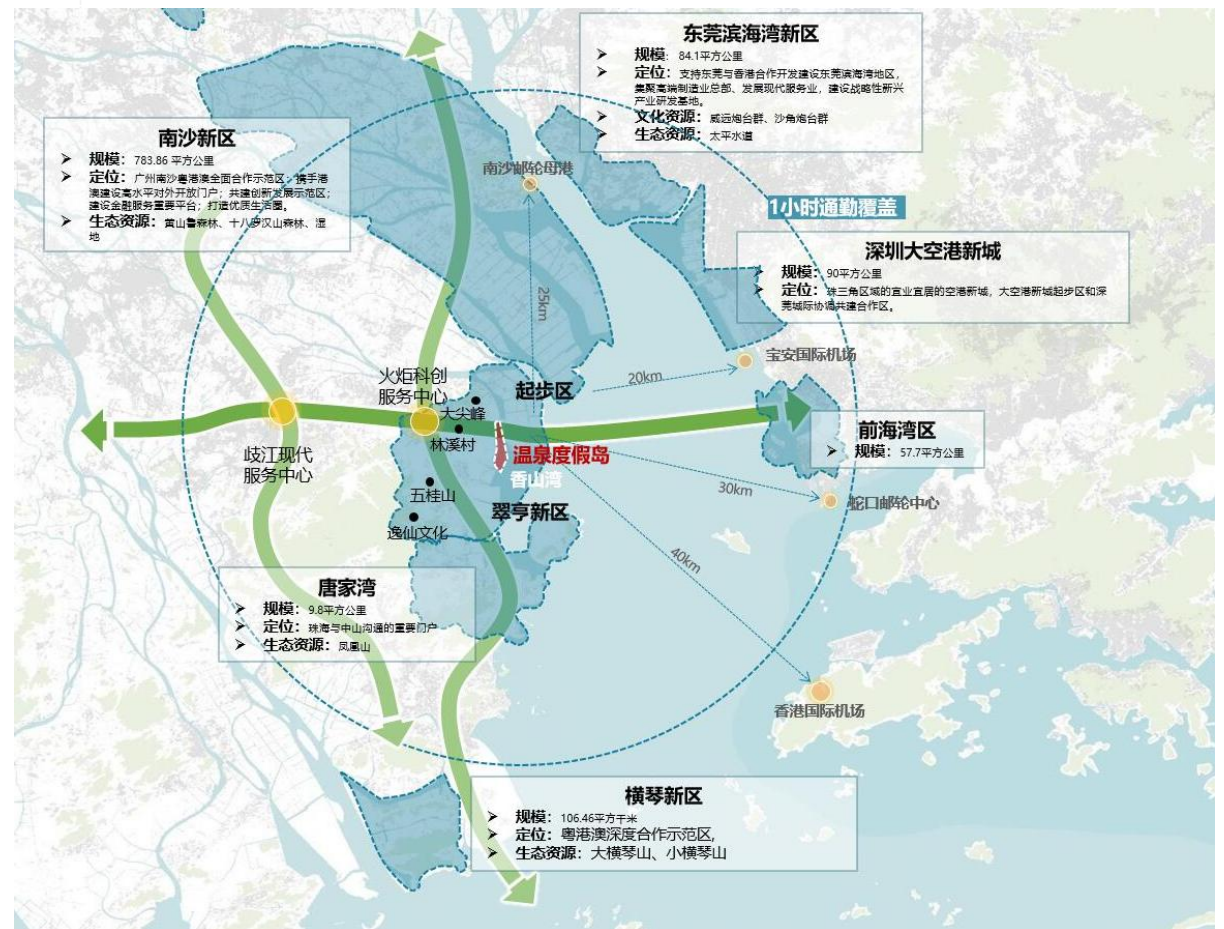 东莞滨海湾新区
➤ 规模：84.1平方公里
➤ 定位：支持东莞与香港合作开发建设东莞滨海湾地区，
集聚高端制造业总部、发展现代服务业，建设战略性新兴
产业研发基地。
➤ 文化资源：威远炮台群、沙角炮台群
➤ 生态资源：太平水道
南沙新区
➤ 规模：783.86 平方公里
➤ 定位：广州南沙粤港澳全面合作示范区；携手港
澳建设高水平对外开放门户；共建创新发展示范区；
建设金融服务重要平台；打造优质生活圈。
➤ 生态资源：黄山鲁森林、十八罗汉山森林、湿
地
南沙邮轮母港
1小时通勤覆盖
深圳大空港新城
➤ 规模：90平方公里
➤ 定位：珠三角区域的宜业宜居的空港新城，大空港新城起步区和深
莞城际协调共建合作区。
25km
宝安国际机场
20km
火炬科创
服务中心
起步区
大尖峰
林溪村
前海湾区
➤ 规模：57.7平方公里
歧江现代
服务中心
温泉度假岛
香山湾
五桂山
30km
蛇口邮轮中心
翠亨新区
逸仙文化
40km
唐家湾
➤ 规模：9.8平方公里
➤ 定位：珠海与中山沟通的重要门户
➤ 生态资源：凤凰山
香港国际机场
横琴新区
➤ 规模：106.46平方千米
➤ 定位：粤港澳深度合作示范区,
➤ 生态资源：大横琴山、小横琴山